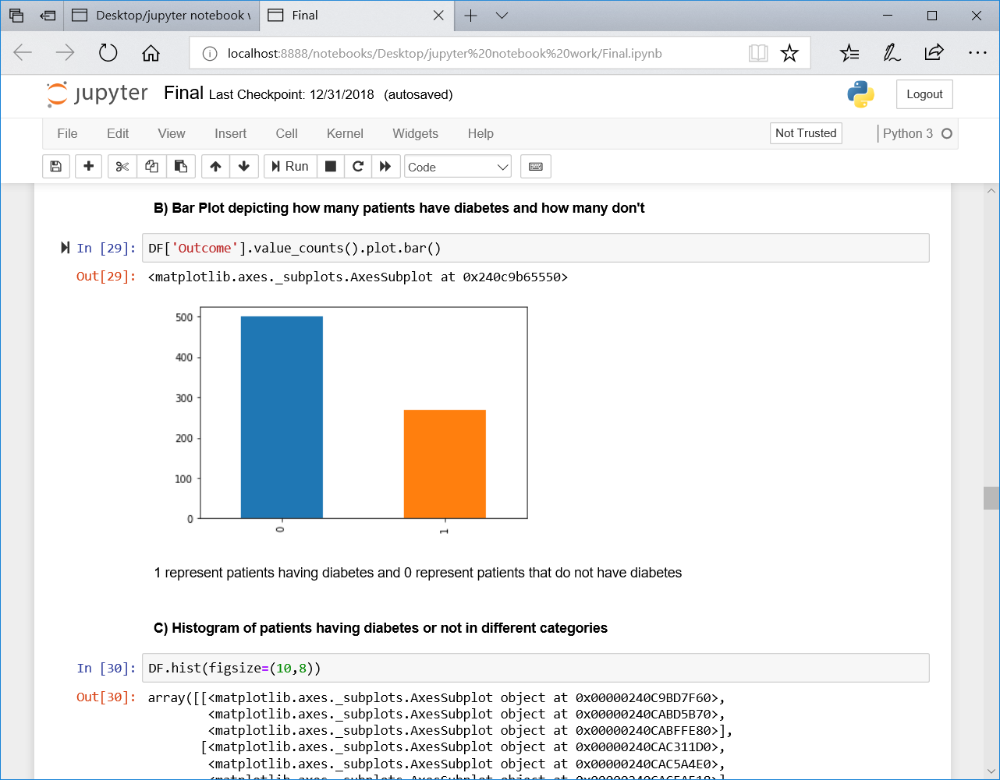 Desktop/jupyter notebook
Final
localhost:8888/notebooks/Desktop/jupyter%20notebook%20work/Final.ipynb
jupyter Final Last Checkpoint: 12/31/2018 (autosaved)
Logout
File Edit View Insert Cell Kernel Widgets Help
Not Trusted
Python 3
Run
Code
B) Bar Plot depicting how many patients have diabetes and how many don't
In [29]: DF['Outcome'].value_counts().plot.bar()
Out[29]: <matplotlib.axes._subplots.AxesSubplot at 0x240c9b65550>
500
400
300
200
100
0
0 1
1 represent patients having diabetes and 0 represent patients that do not have diabetes
C) Histogram of patients having diabetes or not in different categories
In [30]: DF.hist(figsize=(10,8))
Out[30]: array([[<matplotlib.axes._subplots.AxesSubplot object at 0x00000240C9BD7F60>,
<matplotlib.axes._subplots.AxesSubplot object at 0x00000240CABD5B70>,
<matplotlib.axes._subplots.AxesSubplot object at 0x00000240CABFFE80>],
[<matplotlib.axes._subplots.AxesSubplot object at 0x00000240CAC311D0>,
<matplotlib.axes._subplots.AxesSubplot object at 0x00000240CAC5A4E0>,